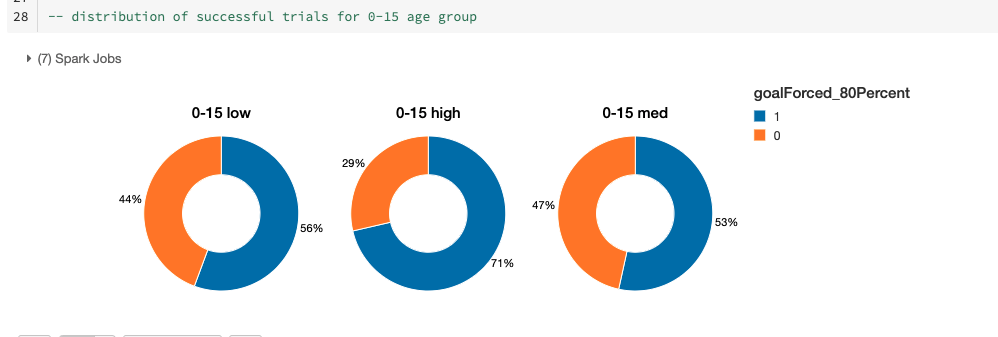 28 -- distribution of successful trials for 0-15 age group
(7) Spark Jobs
0-15 low
0-15 high
0-15 med
goalForced_80Percent
1
0
44%
56%
29%
71%
47%
53%